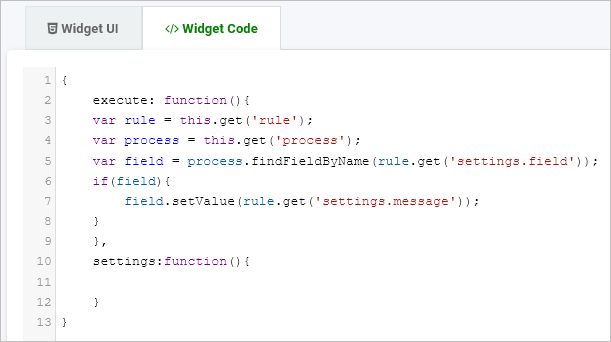 Widget UI </> Widget Code
1 {
2 execute: function(){
3 var rule = this.get('rule');
4 var process = this.get('process');
5 var field = process.findFieldByName(rule.get('settings.field'));
6 if(field){
7 field.setValue(rule.get('settings.message'));
8 }
9 },
10 settings:function(){
11
12 }
13 }